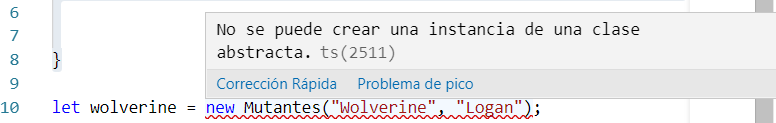 6
No se puede crear una instancia de una clase
7
abstracta. ts(2511)
8 }
9
Corrección Rápida Problema de pico
10 let wolverine = new Mutantes("Wolverine", "Logan");